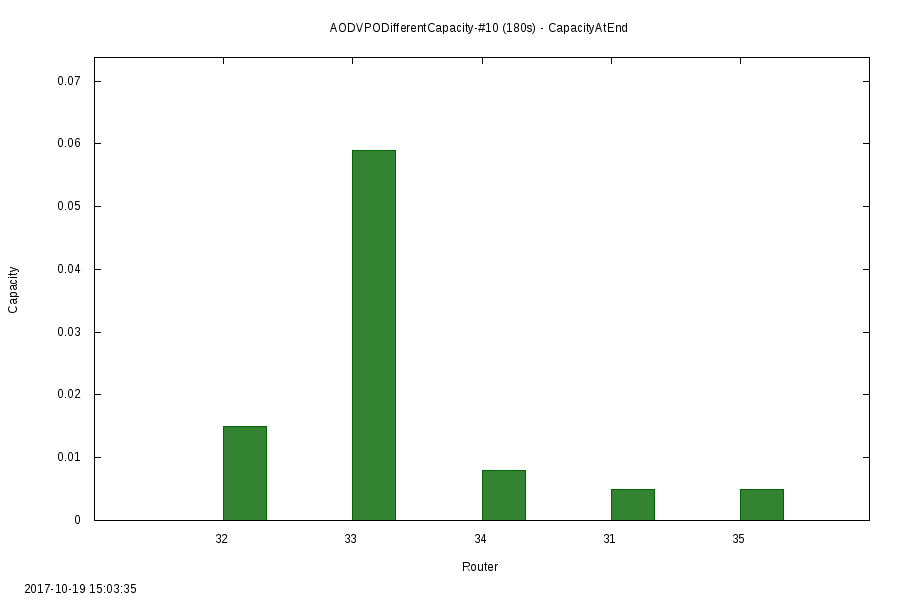 AODVPODifferentCapacity-#10 (180s) - CapacityAtEnd
0.07
0.06
0.05
0.04
0.03
0.02
0.01
0
Capacity
32 33 34 31 35
Router
2017-10-19 15:03:35